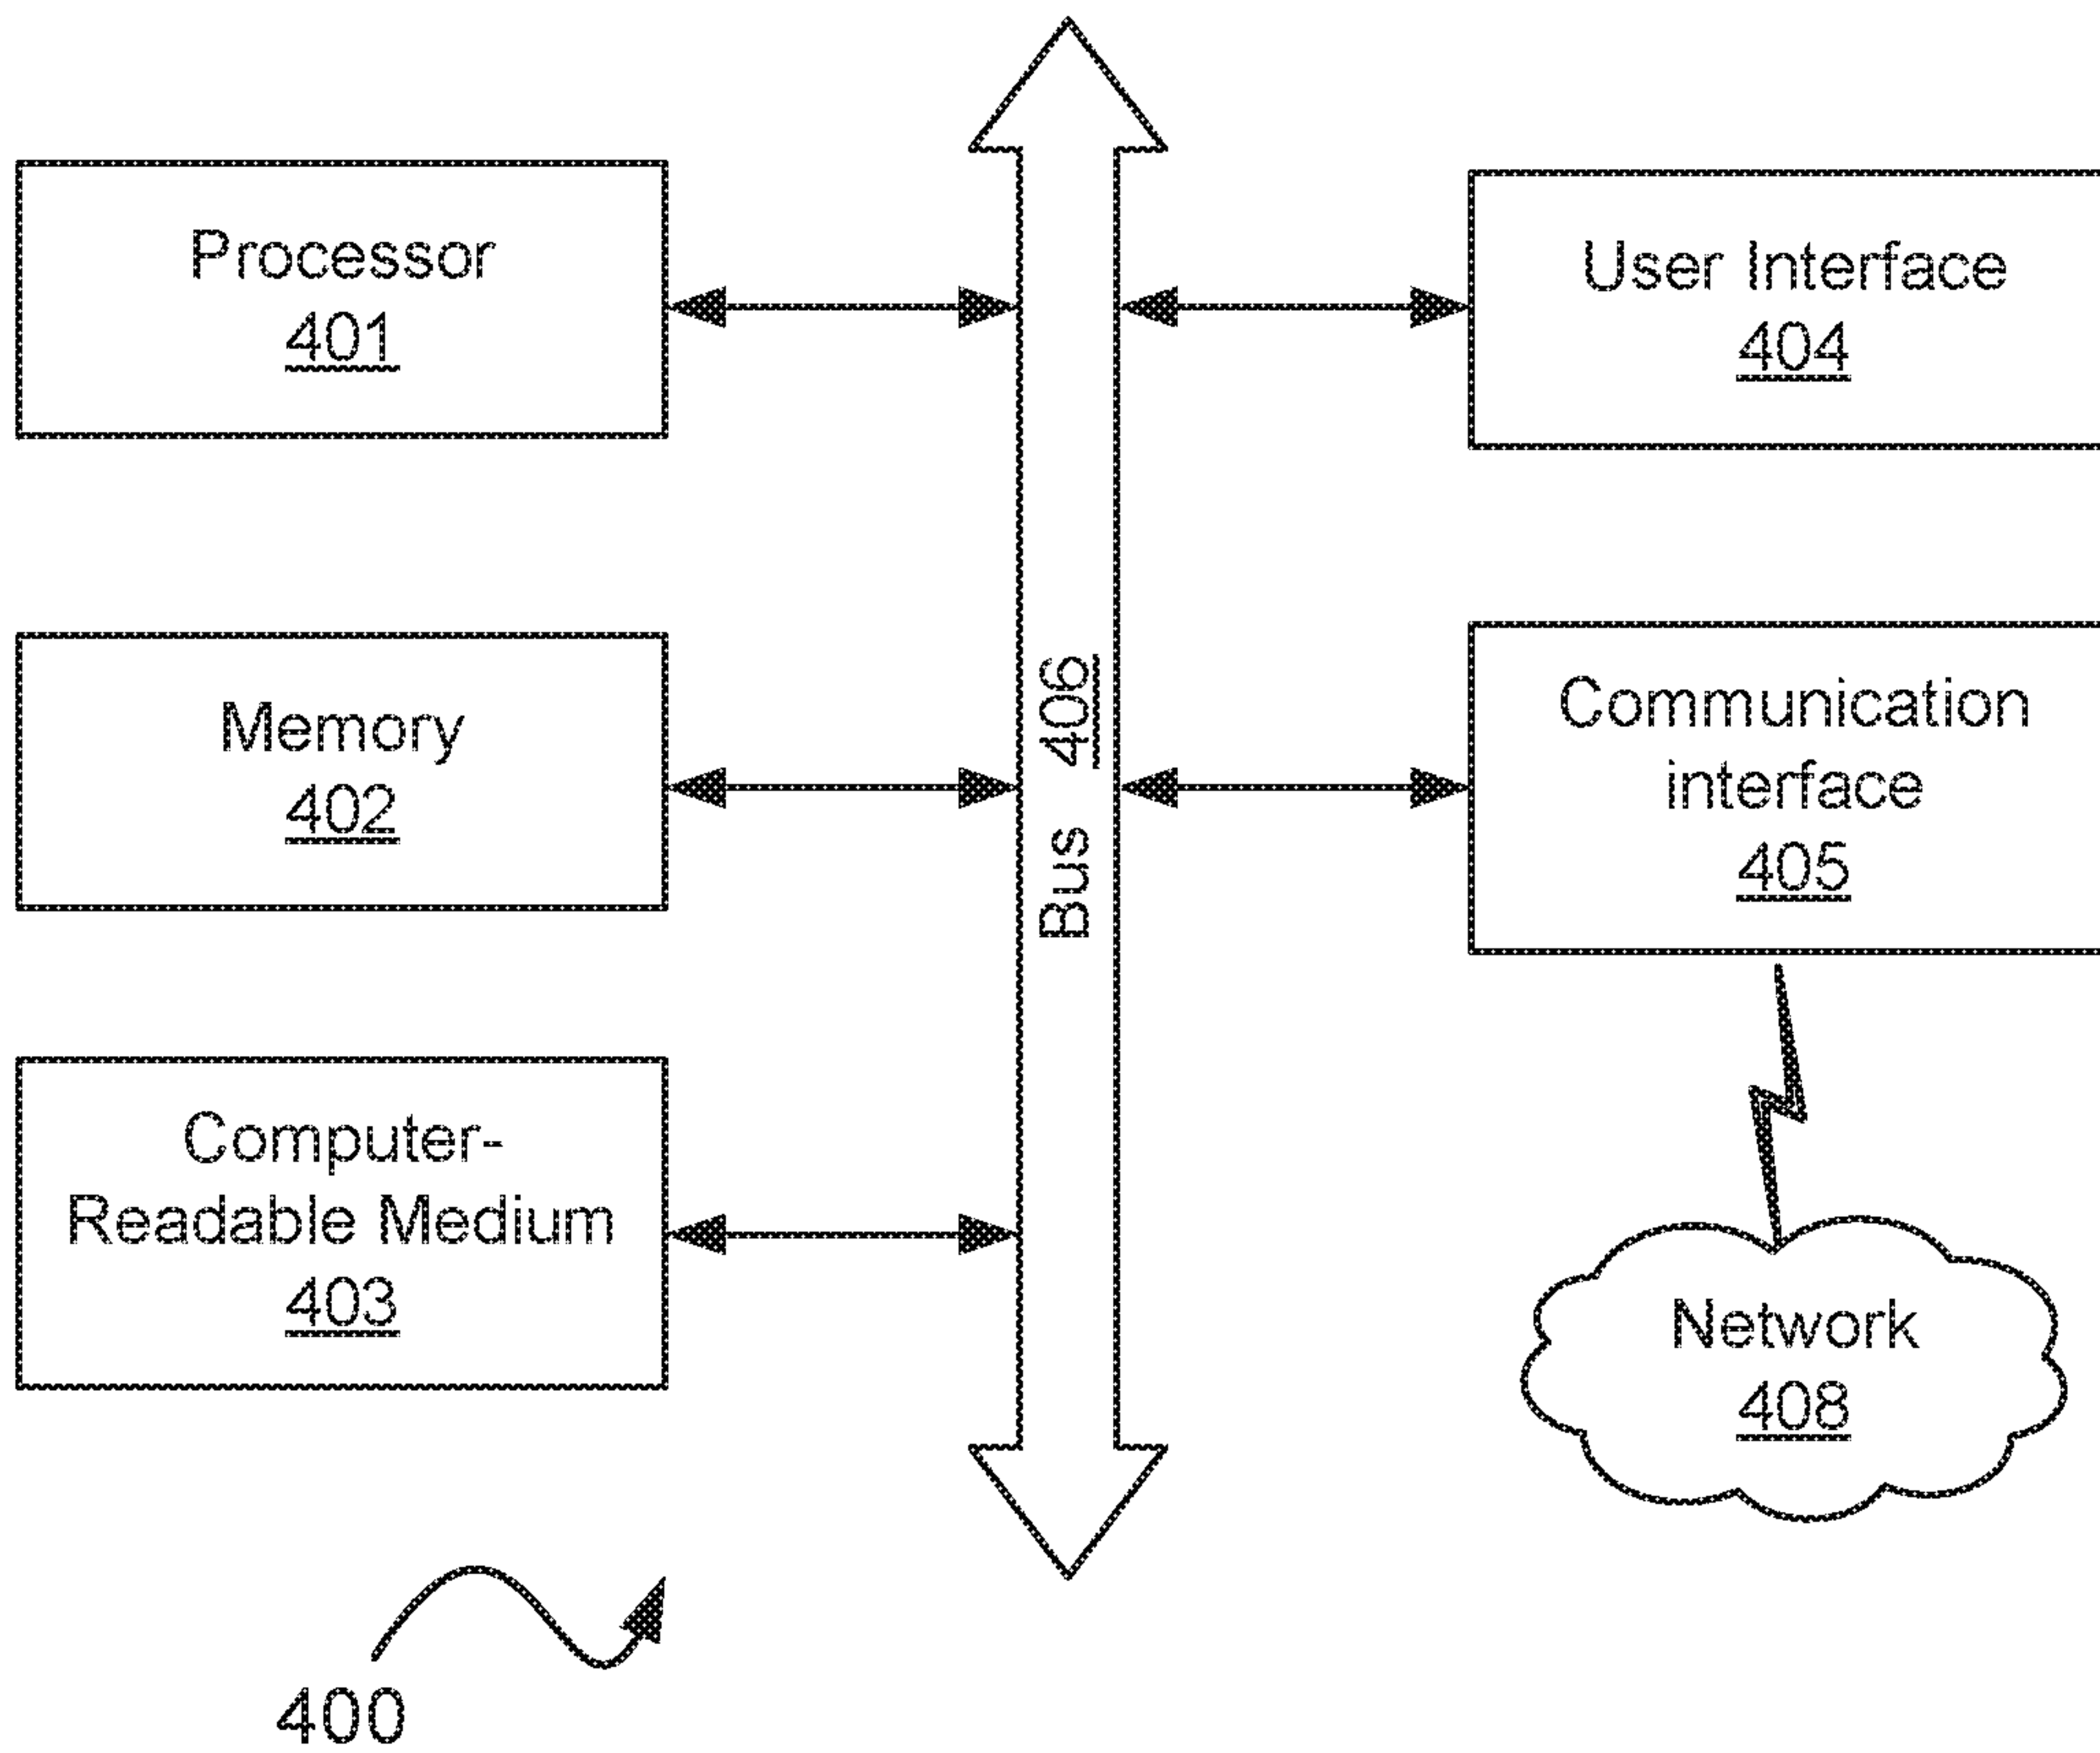 Processor
401
User Interface
404
Memory
402
Bus 406
Communication
interface
405
Computer-
Readable Medium
403
Network
408
400